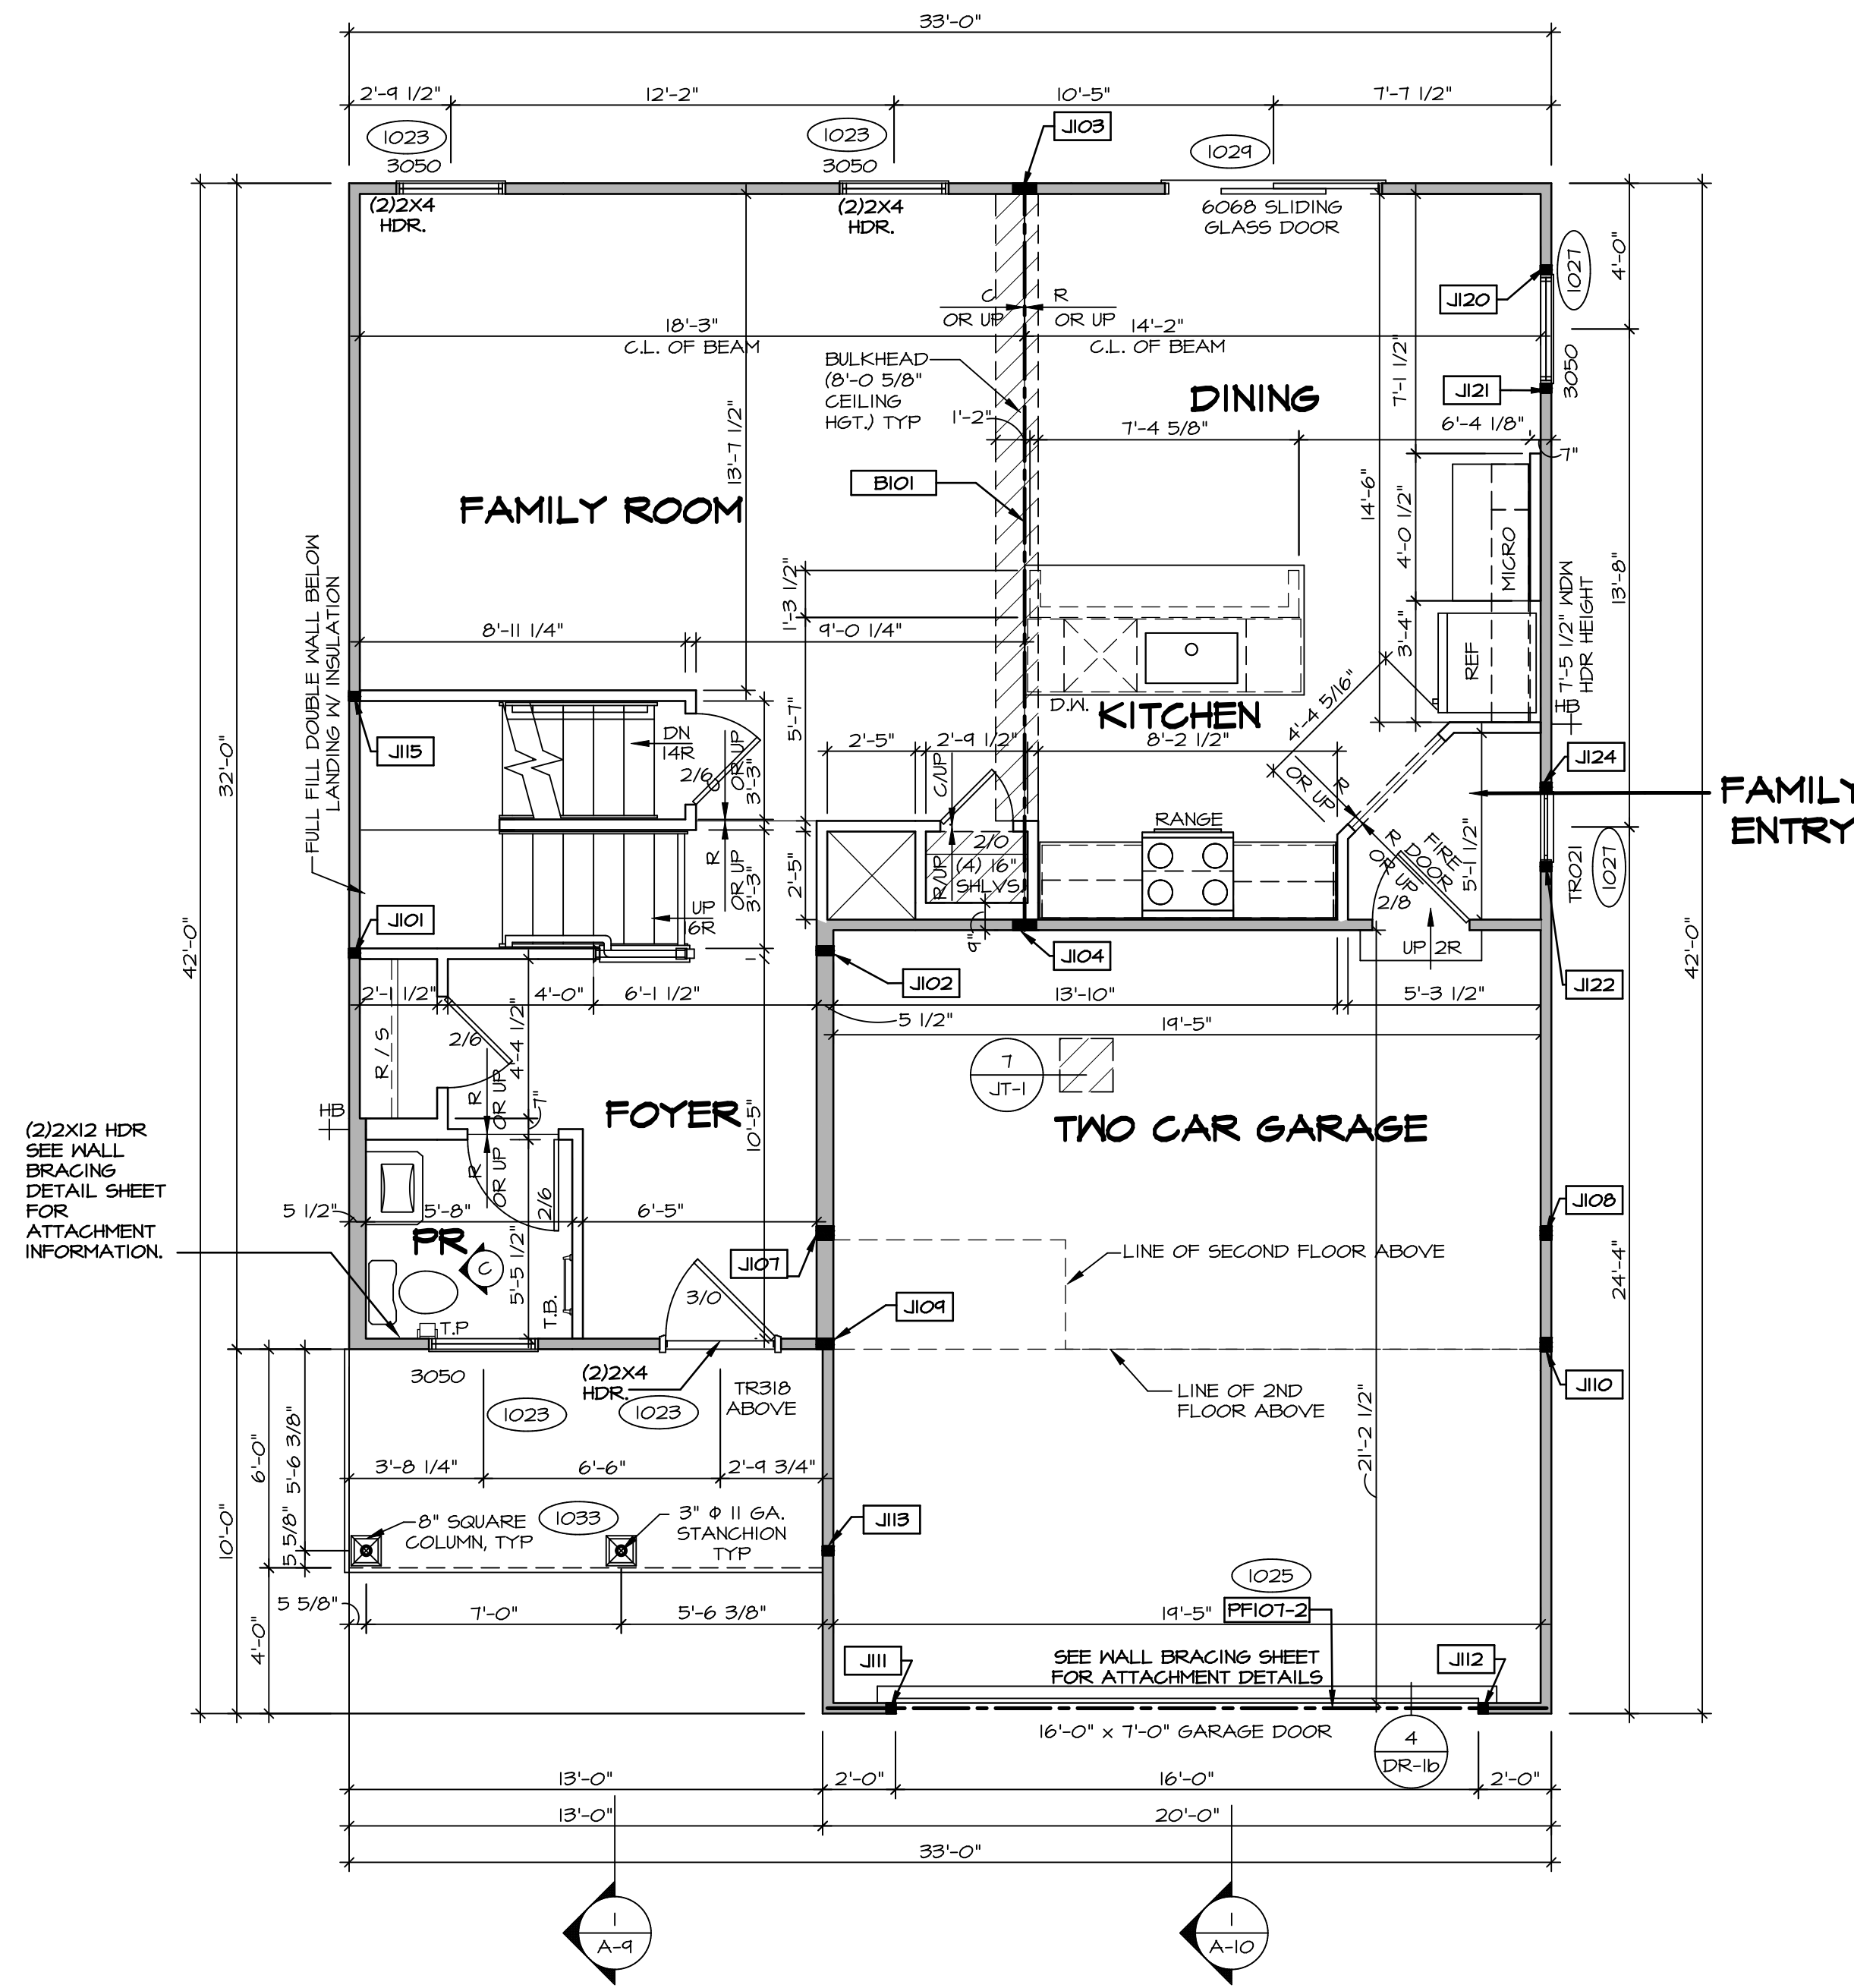 33'-0"
2'-9 1/2"
12'-2"
10'-5"
7'-7 1/2"
1023
3050
1023
3050
J103
1029
(2)2X4
HDR.
(2)2X4
HDR.
6068 SLIDING
GLASS DOOR
4'-0"
1027
J120
C
OR UP
R
OR UP
18'-3"
C.L. OF BEAM
14'-2"
C.L. OF BEAM
BULKHEAD
(8'-0 5/8"
CEILING
HGT.) TYP
DINING
7'-1 1/2"
J121
3050
1'-2"
7'-4 5/8"
6'-4 1/8"
7"
13'-7 1/2"
B101
FAMILY ROOM
14'-6"
4'-0 1/2"
MICRO
7'-5 1/2" WDW
HDR HEIGHT
13'-8"
FULL FILL DOUBLE WALL BELOW
LANDING W/ INSULATION
1'-3 1/2"
8'-11 1/4"
9'-0 1/4"
3'-4"
REF
HB
32'-0"
D.W.
KITCHEN
4'-4 5/16"
J115
DN
14R
2/6
OR UP
3'-3"
5'-7"
2'-5"
2'-9 1/2"
8'-2 1/2"
C/UP
R
OR UP
J124
FAMILY
ENTRY
RANGE
2/0
(4) 16"
SHLVS.
R/UP
R
OR UP
3'-3"
2'-5"
R
OR UP
FIRE
DOOR
2/8
5'-1 1/2"
TR021
1027
J101
UP
6R
9"
J104
UP 2R
42'-0"
42'-0"
J102
J122
2'-1 1/2"
4'-0"
6'-1 1/2"
13'-10"
5'-3 1/2"
5 1/2"
19'-5"
R / S
2/6
4'-4 1/2"
R
OR UP
7"
7
JT-1
HB
FOYER
10'-5"
TWO CAR GARAGE
(2)2X12 HDR
SEE WALL
BRACING
DETAIL SHEET
FOR
ATTACHMENT
INFORMATION.
R
OR UP
2/6
5 1/2"
5'-8"
6'-5"
J108
PR
C
5'-5 1/2"
T.B.
J107
LINE OF SECOND FLOOR ABOVE
24'-4"
3/0
J109
T.P
3050
(2)2X4
HDR.
TR318
ABOVE
1023
1023
LINE OF 2ND
FLOOR ABOVE
J110
21'-2 1/2"
3'-8 1/4"
6'-6"
2'-9 3/4"
6'-0"
5'-6 3/8"
8" SQUARE
COLUMN, TYP
1033
3" Φ 11 GA.
STANCHION
TYP
J113
10'-0"
5 5/8"
5 5/8"
7'-0"
5'-6 3/8"
1025
19'-5"
PF107-2
4'-0"
J111
SEE WALL BRACING SHEET
FOR ATTACHMENT DETAILS
J112
16'-0" x 7'-0" GARAGE DOOR
4
DR-1b
13'-0"
2'-0"
16'-0"
2'-0"
13'-0"
20'-0"
33'-0"
1
A-9
1
A-10